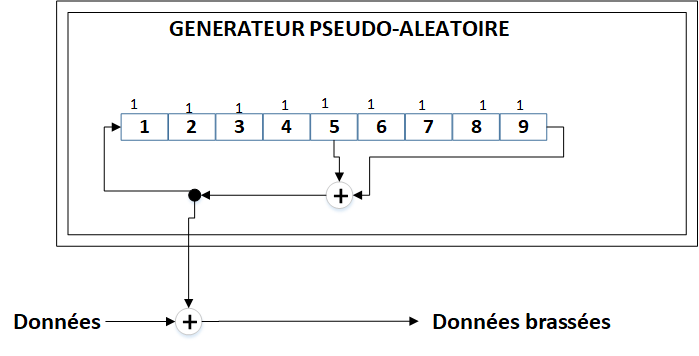 GENERATEUR PSEUDO-ALEATOIRE
1 1 1 1 1 1 1 1 1
1 2 3 4 5 6 7 8 9
+
Données + Données brassées